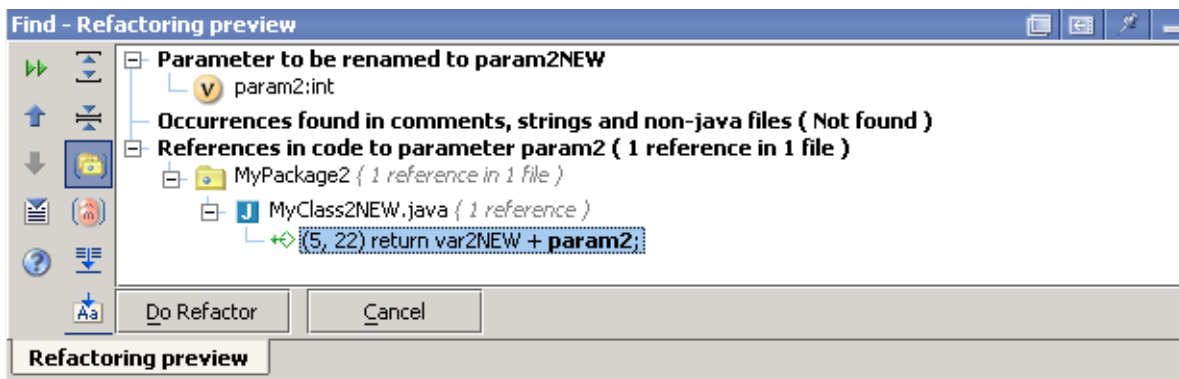 Find - Refactoring preview
Parameter to be renamed to param2NEW
v param2:int
Occurrences found in comments, strings and non-java files ( Not found )
References in code to parameter param2 ( 1 reference in 1 file )
MyPackage2 ( 1 reference in 1 file )
J MyClass2NEW.java ( 1 reference )
(5, 22) return var2NEW + param2;
Aa
Do Refactor Cancel
Refactoring preview